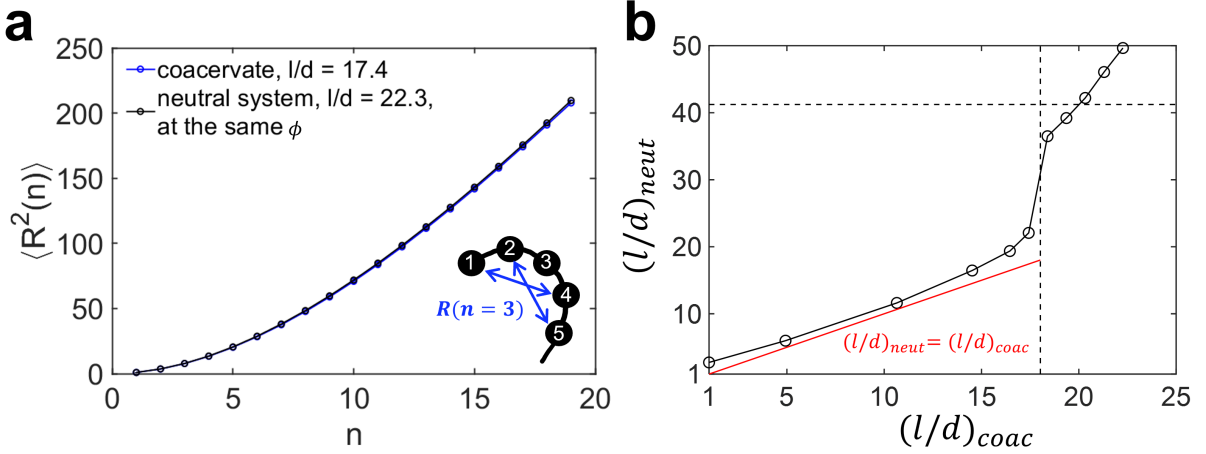 a
250
200
150
100
50
0
⟨R²(n)⟩
coacervate, l/d = 17.4
neutral system, l/d = 22.3,
at the same ϕ
1 2 3 4 5
R(n = 3)
0 5 10 15 20
n
b
50
40
30
20
10
1
(l/d)neut
(l/d)neut = (l/d)coac
1 5 10 15 20 25
(l/d)coac